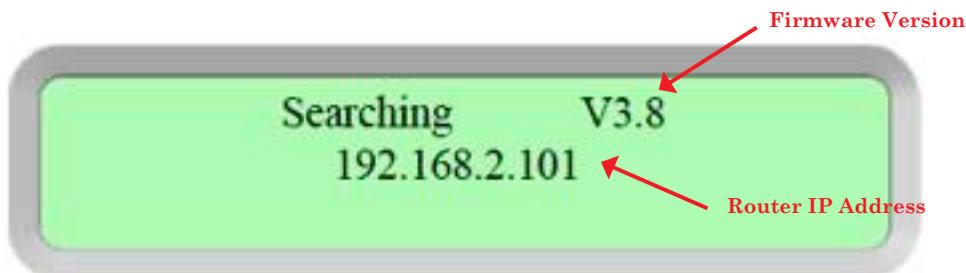 Firmware Version
Searching V3.8
192.168.2.101
Router IP Address